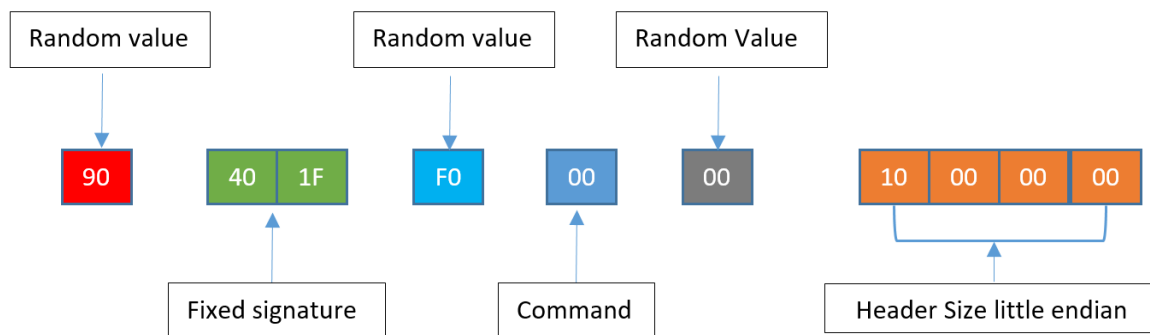 Random value
Random value
Random Value
90
40 1F
F0
00
00
10 00 00 00
Fixed signature
Command
Header Size little endian